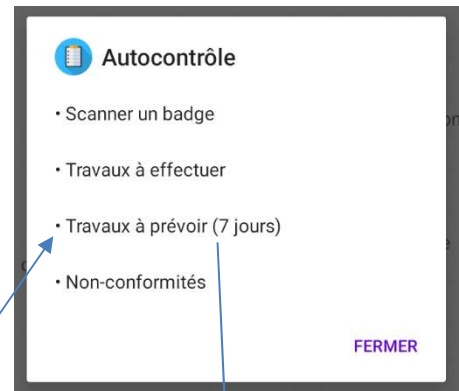 Autocontrôle
• Scanner un badge
• Travaux à effectuer
• Travaux à prévoir (7 jours)
• Non-conformités
FERMER